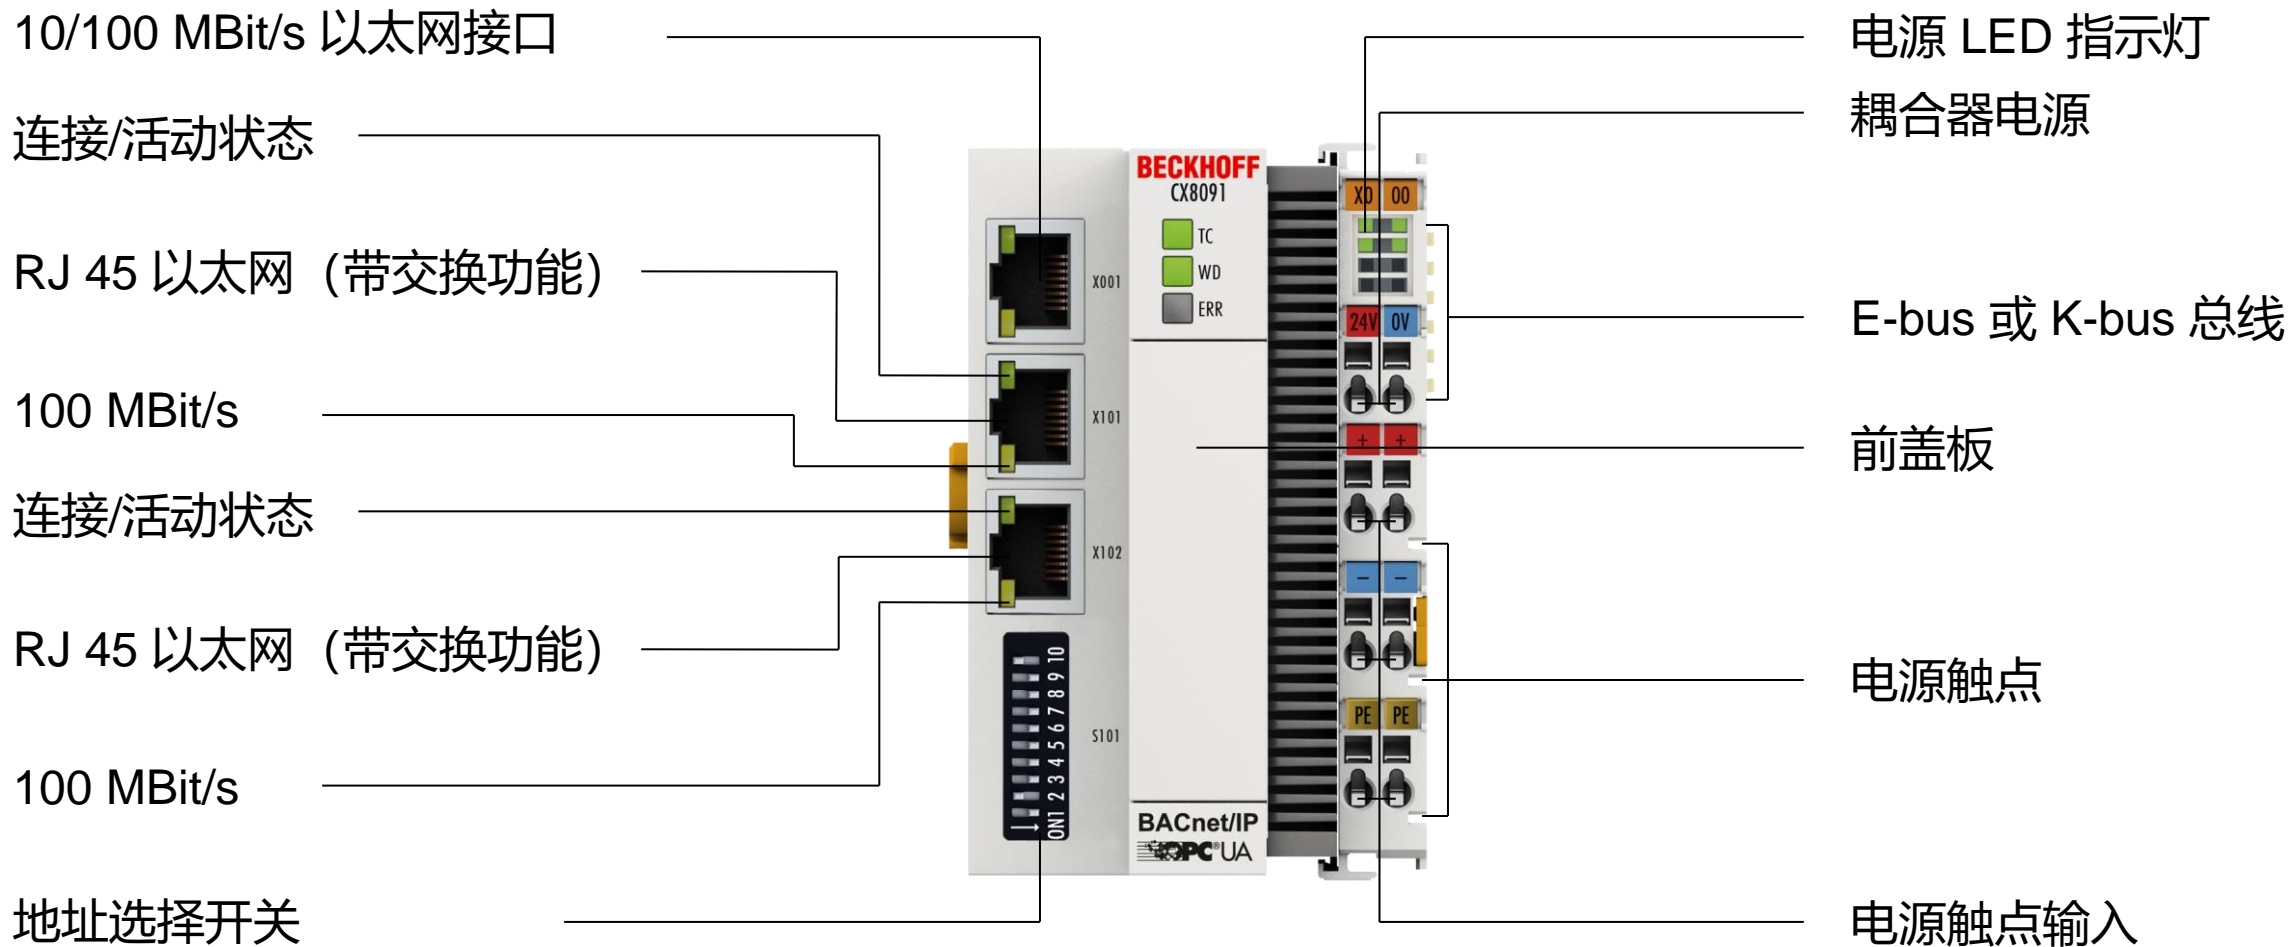 10/100 MBit/s 以太网接口
连接/活动状态
RJ 45 以太网（带交换功能）
100 MBit/s
连接/活动状态
RJ 45 以太网（带交换功能）
100 MBit/s
地址选择开关
BECKHOFF
CX8091
TC
WD
ERR
X001
X101
X102
S101
ON1 2 3 4 5 6 7 8 9 10
BACnet/IP
OPC® UA
X0 00
24V 0V
+ +
− −
PE PE
电源 LED 指示灯
耦合器电源
E-bus 或 K-bus 总线
前盖板
电源触点
电源触点输入